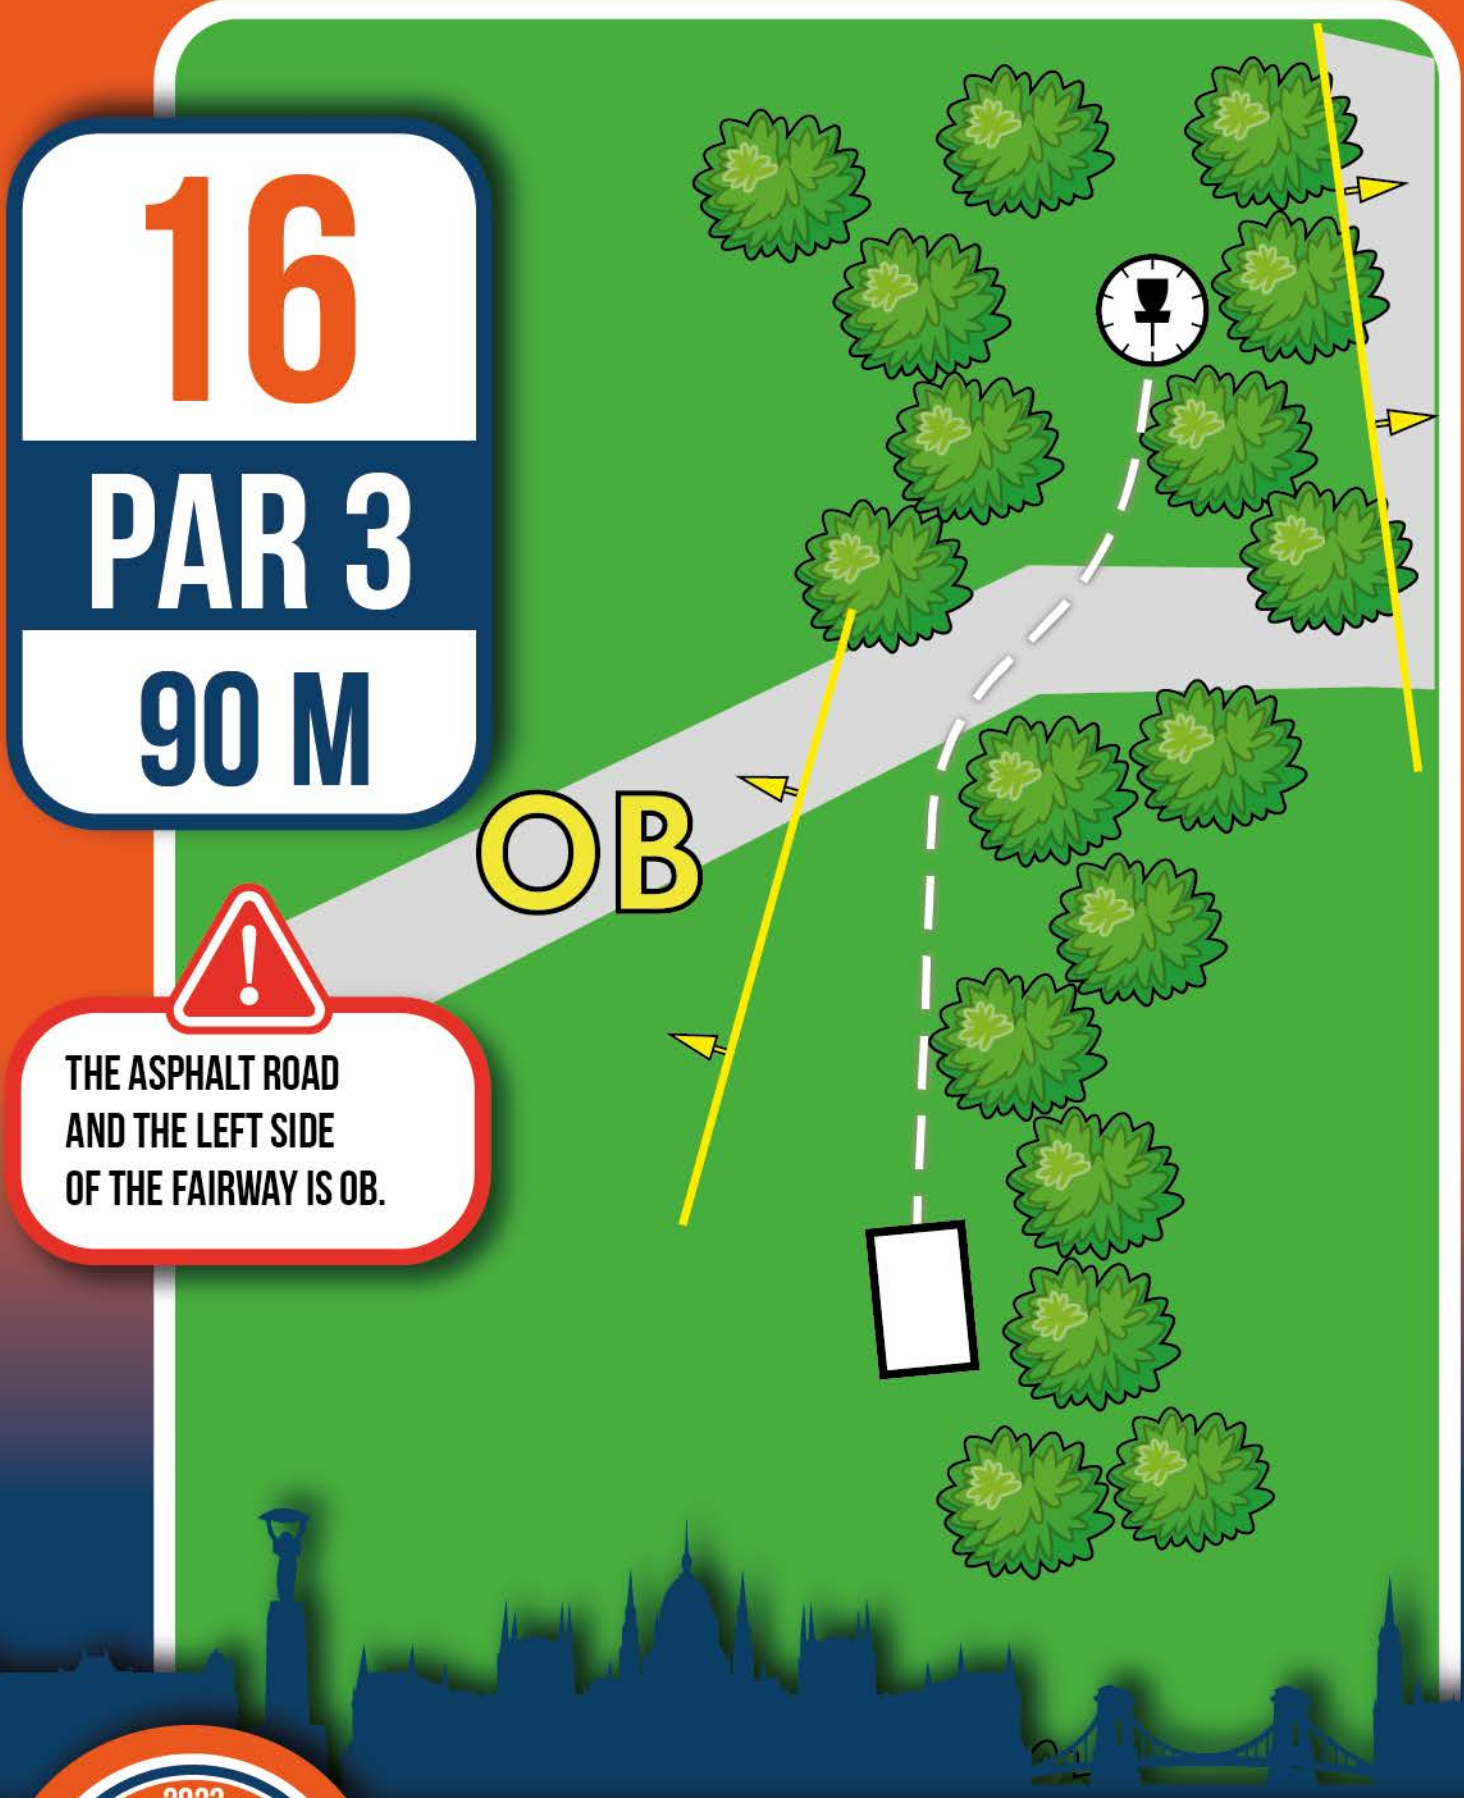 16
PAR 3
90 M
OB
!
THE ASPHALT ROAD
AND THE LEFT SIDE
OF THE FAIRWAY IS OB.